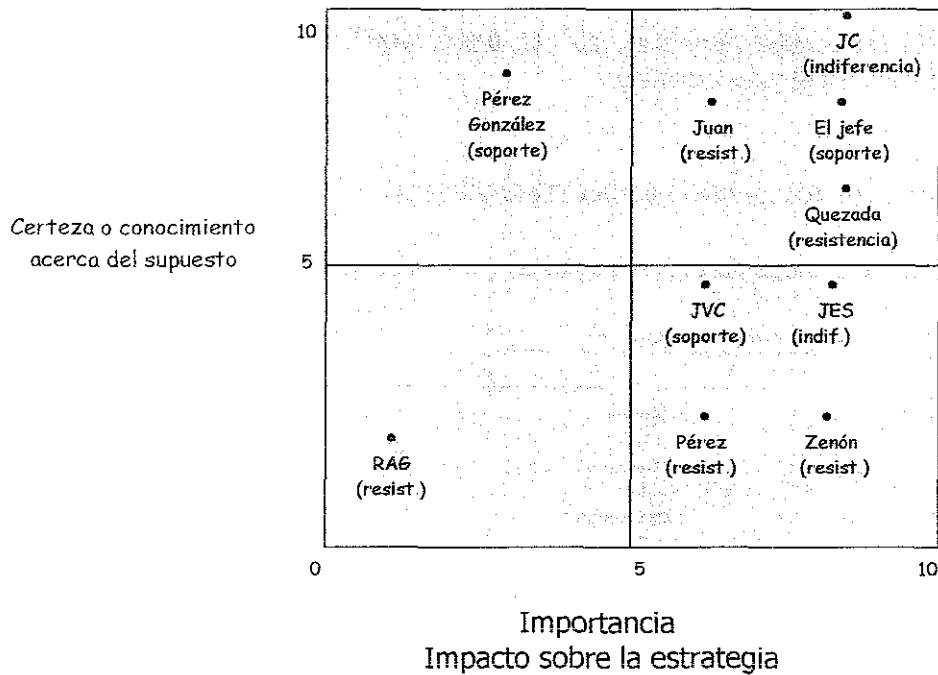 10
JC
(indiferencia)
Pérez
González
(soporte)
Juan
(resist.)
El jefe
(soporte)
Quezada
(resistencia)
Certeza o conocimiento
acerca del supuesto
5
JVC
(soporte)
JES
(indif.)
RAG
(resist.)
Pérez
(resist.)
Zenón
(resist.)
0
5
10
Importancia
Impacto sobre la estrategia